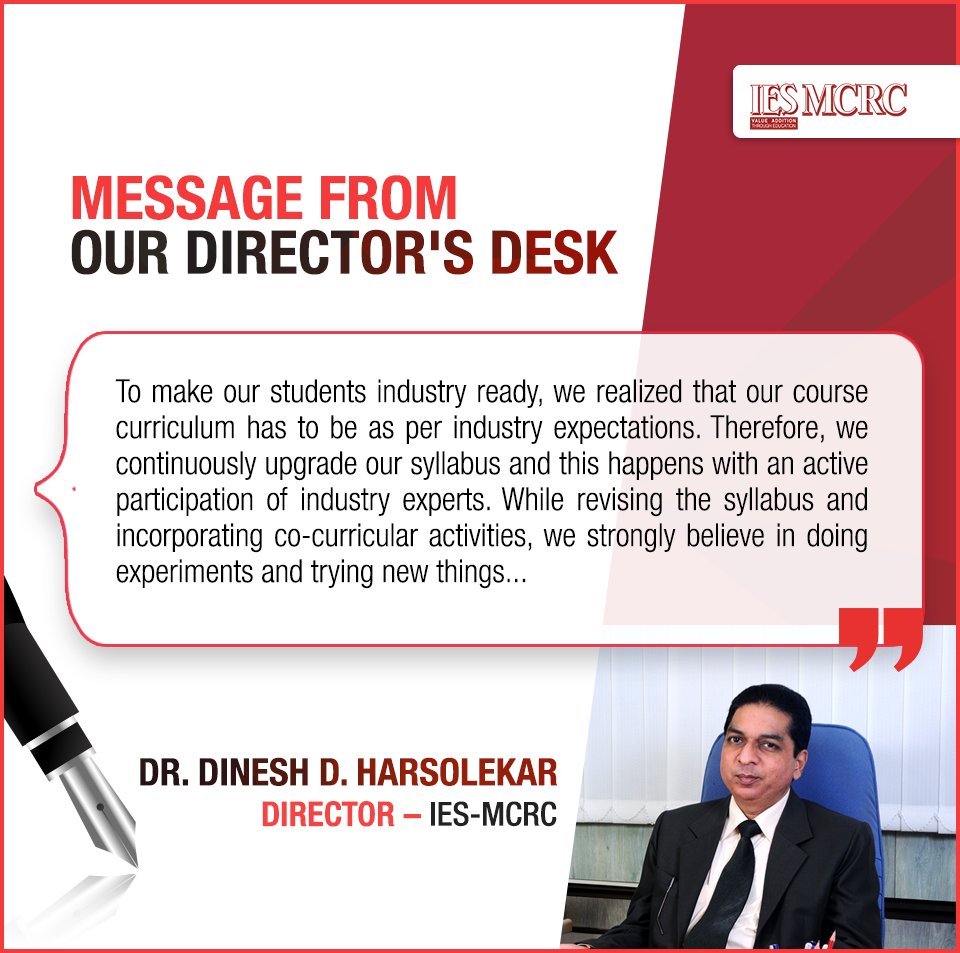 IES MCRC
VALUE ADDITION
THROUGH EDUCATION
MESSAGE FROM
OUR DIRECTOR'S DESK
To make our students industry ready, we realized that our course
curriculum has to be as per industry expectations. Therefore, we
continuously upgrade our syllabus and this happens with an active
participation of industry experts. While revising the syllabus and
incorporating co-curricular activities, we strongly believe in doing
experiments and trying new things...
DR. DINESH D. HARSOLEKAR
DIRECTOR – IES-MCRC